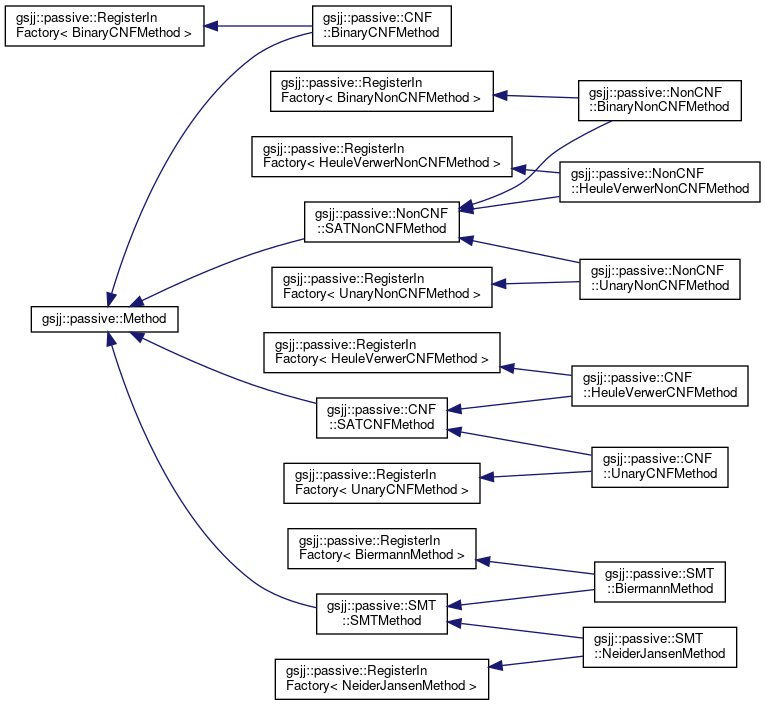 gsjj::passive::RegisterIn
Factory< BinaryCNFMethod >
gsjj::passive::CNF
::BinaryCNFMethod
gsjj::passive::RegisterIn
Factory< BinaryNonCNFMethod >
gsjj::passive::NonCNF
::BinaryNonCNFMethod
gsjj::passive::RegisterIn
Factory< HeuleVerwerNonCNFMethod >
gsjj::passive::NonCNF
::HeuleVerwerNonCNFMethod
gsjj::passive::NonCNF
::SATNonCNFMethod
gsjj::passive::RegisterIn
Factory< UnaryNonCNFMethod >
gsjj::passive::NonCNF
::UnaryNonCNFMethod
gsjj::passive::Method
gsjj::passive::RegisterIn
Factory< HeuleVerwerCNFMethod >
gsjj::passive::CNF
::HeuleVerwerCNFMethod
gsjj::passive::CNF
::SATCNFMethod
gsjj::passive::CNF
::UnaryCNFMethod
gsjj::passive::RegisterIn
Factory< UnaryCNFMethod >
gsjj::passive::RegisterIn
Factory< BiermannMethod >
gsjj::passive::SMT
::BiermannMethod
gsjj::passive::SMT
::SMTMethod
gsjj::passive::SMT
::NeiderJansenMethod
gsjj::passive::RegisterIn
Factory< NeiderJansenMethod >